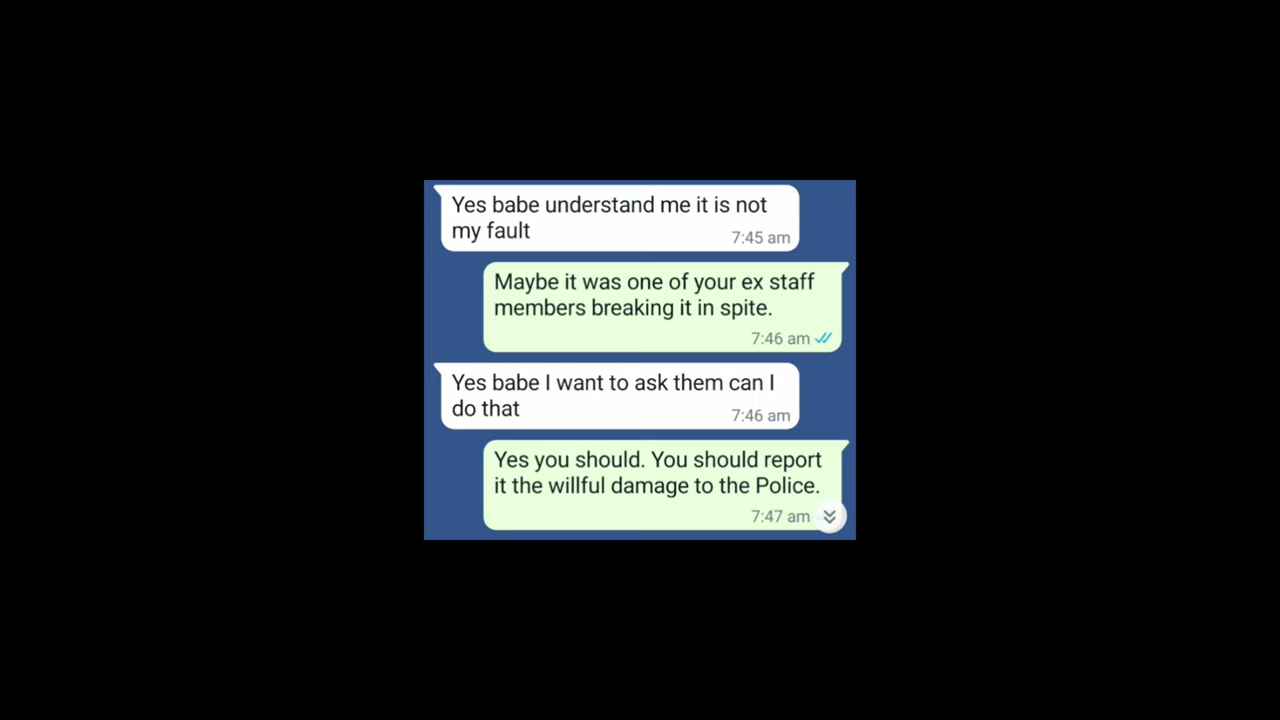 Yes babe understand me it is not
my fault
7:45 am
Maybe it was one of your ex staff
members breaking it in spite.
7:46 am
Yes babe I want to ask them can I
do that
7:46 am
Yes you should. You should report
it the willful damage to the Police.
7:47 am